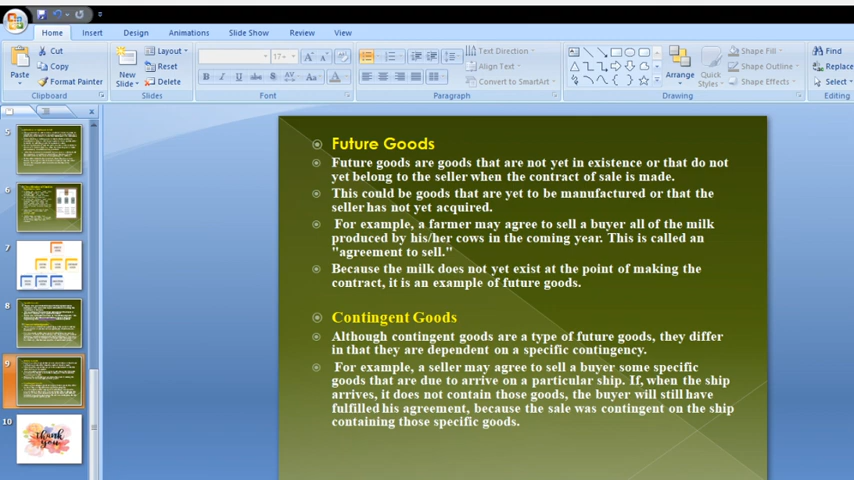 Home Insert Design Animations Slide Show Review View
Cut
Copy
Format Painter
Paste
Clipboard
New
Slide
Layout
Reset
Delete
Slides
17+
B I U abe S AV Aa A
Font
Paragraph
Text Direction
Align Text
Convert to SmartArt
Arrange
Quick
Styles
Shape Fill
Shape Outline
Shape Effects
Drawing
Find
Replace
Select
Editing
5
6
7
8
9
10
thank
you
Future Goods
Future goods are goods that are not yet in existence or that do not
yet belong to the seller when the contract of sale is made.
This could be goods that are yet to be manufactured or that the
seller has not yet acquired.
For example, a farmer may agree to sell a buyer all of the milk
produced by his/her cows in the coming year. This is called an
"agreement to sell."
Because the milk does not yet exist at the point of making the
contract, it is an example of future goods.
Contingent Goods
Although contingent goods are a type of future goods, they differ
in that they are dependent on a specific contingency.
For example, a seller may agree to sell a buyer some specific
goods that are due to arrive on a particular ship. If, when the ship
arrives, it does not contain those goods, the buyer will still have
fulfilled his agreement, because the sale was contingent on the ship
containing those specific goods.